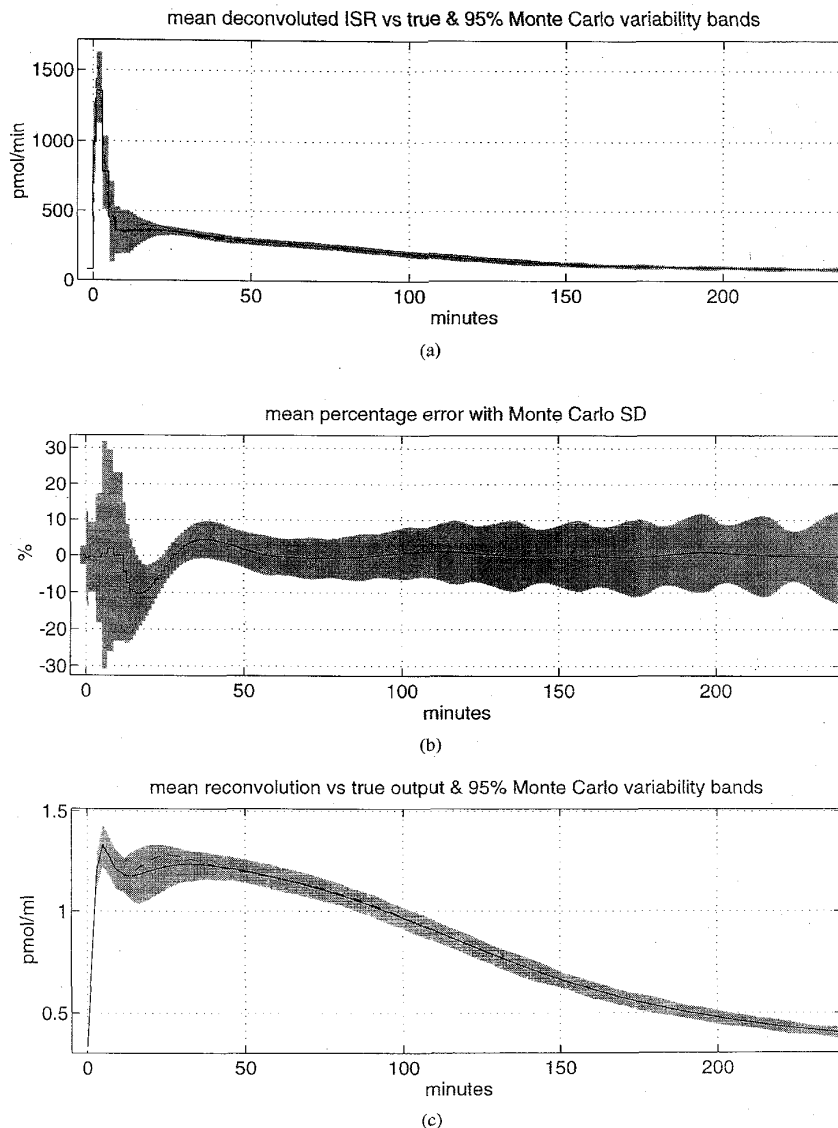 mean deconvoluted ISR vs true & 95% Monte Carlo variability bands
1500
1000
500
0
pmol/min
0 50 100 150 200
minutes
(a)
mean percentage error with Monte Carlo SD
30
20
10
0
-10
-20
-30
%
0 50 100 150 200
minutes
(b)
mean reconvolution vs true output & 95% Monte Carlo variability bands
1.5
1
0.5
pmol/ml
0 50 100 150 200
minutes
(c)